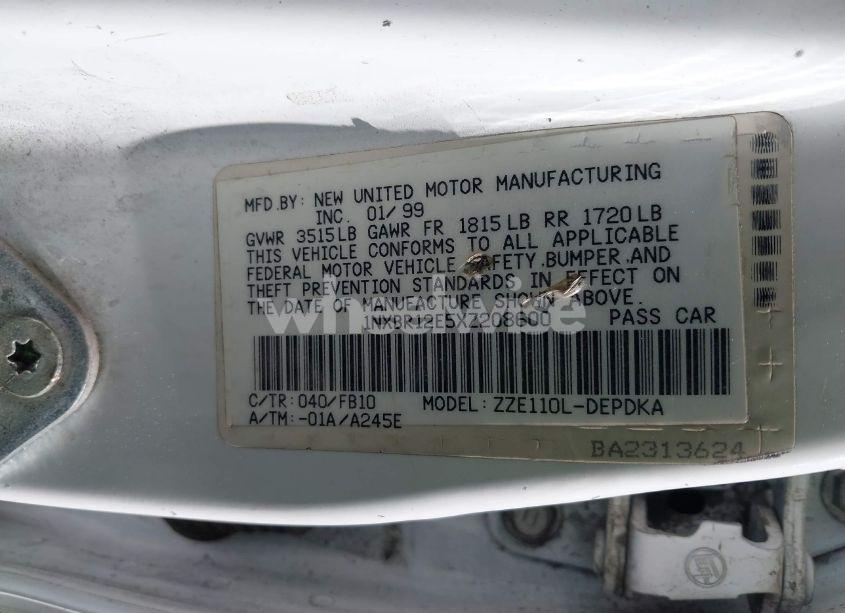 MFD.BY: NEW UNITED MOTOR MANUFACTURING
INC. 01/99
GVWR 3515LB GAWR FR 1815LB RR 1720LB
THIS VEHICLE CONFORMS TO ALL APPLICABLE
FEDERAL MOTOR VEHICLE SAFETY,BUMPER,AND
THEFT PREVENTION STANDARDS IN EFFECT ON
THE DATE OF MANUFACTURE SHOWN ABOVE.
1NXBR12E5XZ208600 PASS CAR
C/TR: 040/FB10 MODEL: ZZE110L-DEPDKA
A/TM: -01A/A245E
BA2313624